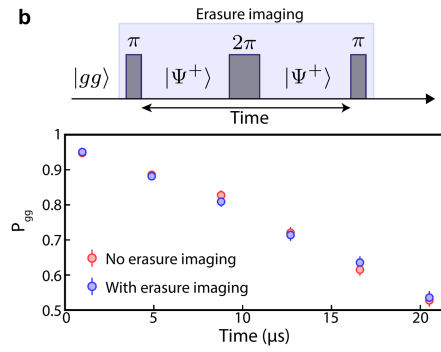 b
Erasure imaging
π 2π π
|gg⟩ |Ψ⁺⟩ |Ψ⁺⟩
Time
1
0.9
0.8
0.7
0.6
0.5
P_gg
No erasure imaging
With erasure imaging
0 5 10 15 20
Time (μs)